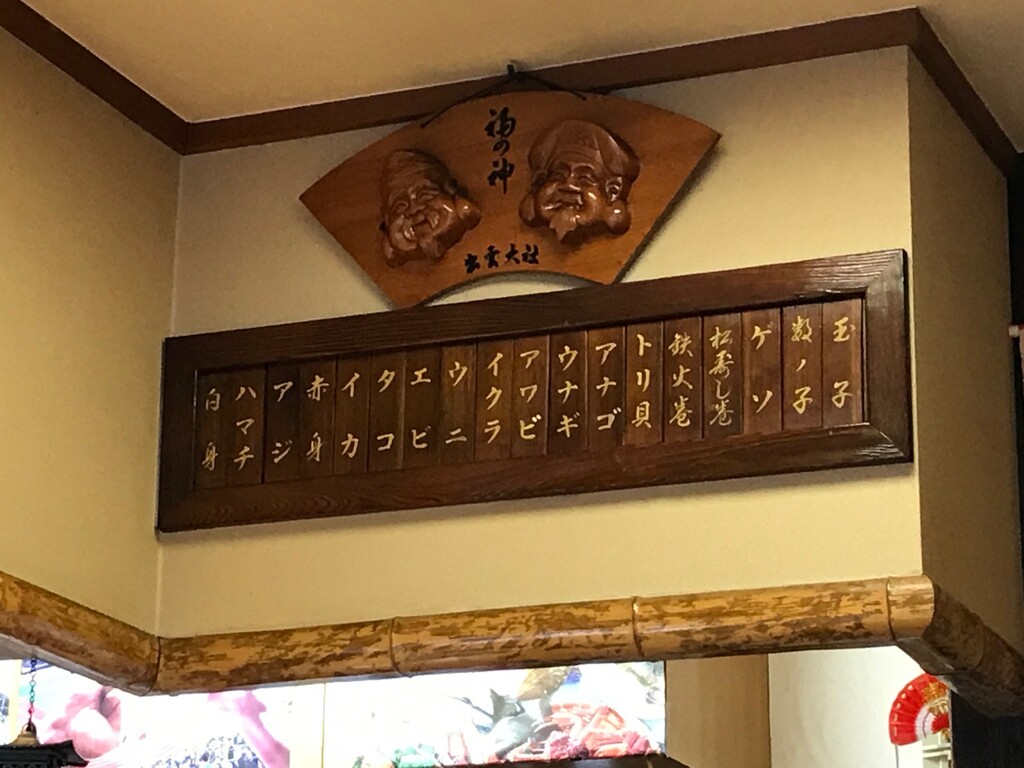 福の神
出雲大社
玉子
数ノ子
ゲソ
松寿し巻
鉄火巻
トリ貝
アナゴ
ウナギ
アワビ
イクラ
ウニ
エビ
タコ
イカ
赤身
アジ
ハマチ
白身